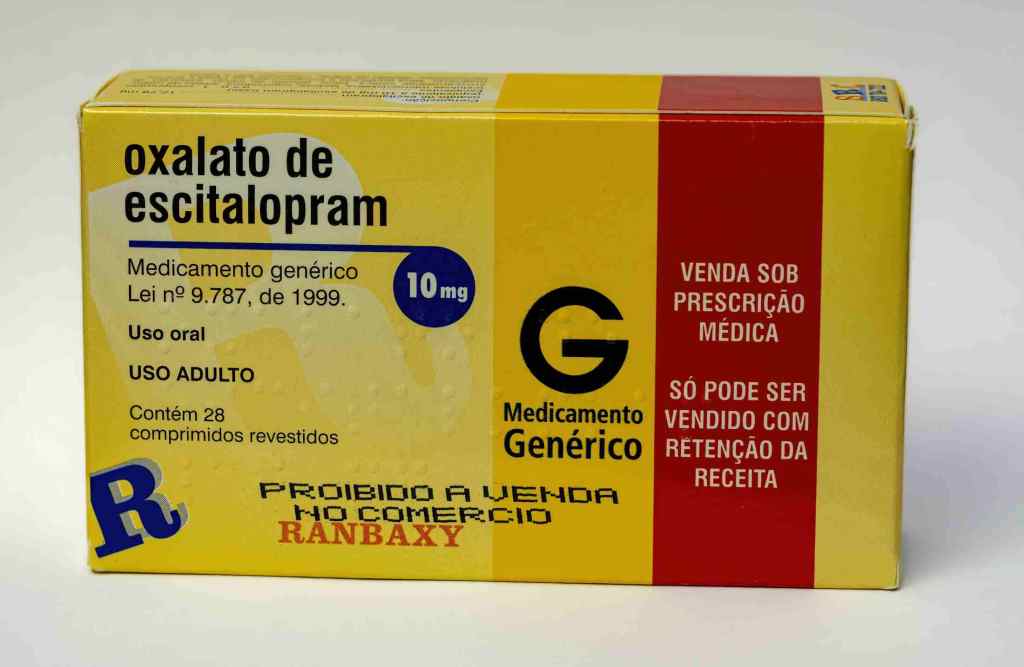 oxalato de
escitalopram
10mg
Medicamento genérico
Lei nº 9.787, de 1999.
Uso oral
USO ADULTO
Contém 28
comprimidos revestidos
R
PROIBIDO A VENDA
NO COMERCIO
RANBAXY
G
Medicamento
Genérico
VENDA SOB
PRESCRIÇÃO
MÉDICA
SÓ PODE SER
VENDIDO COM
RETENÇÃO DA
RECEITA